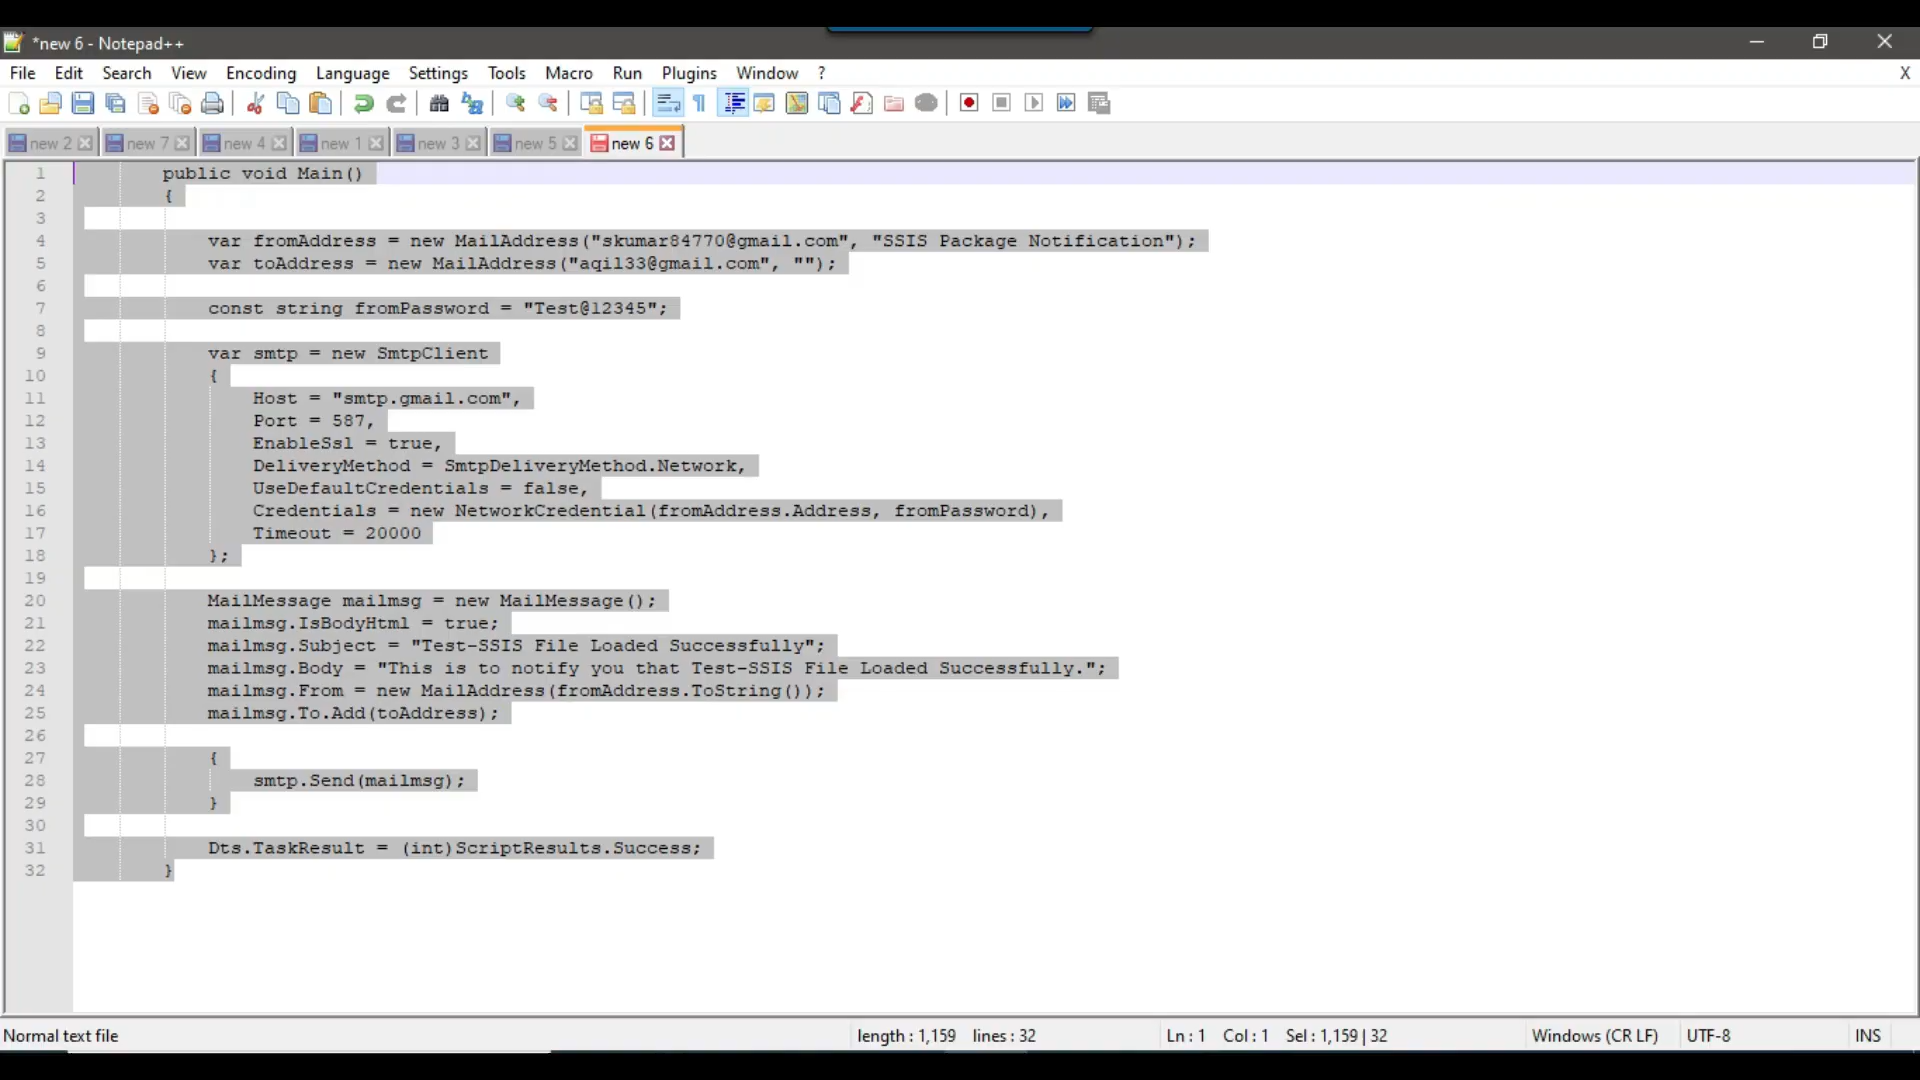 *new 6 - Notepad++
File Edit Search View Encoding Language Settings Tools Macro Run Plugins Window ? X
new 2 new 7 new 4 new 1 new 3 new 5 new 6
1 public void Main()
2 {
3
4 var fromAddress = new MailAddress("skumar84770@gmail.com", "SSIS Package Notification");
5 var toAddress = new MailAddress("aqil33@gmail.com", "");
6
7 const string fromPassword = "Test@12345";
8
9 var smtp = new SmtpClient
10 {
11 Host = "smtp.gmail.com",
12 Port = 587,
13 EnableSsl = true,
14 DeliveryMethod = SmtpDeliveryMethod.Network,
15 UseDefaultCredentials = false,
16 Credentials = new NetworkCredential(fromAddress.Address, fromPassword),
17 Timeout = 20000
18 };
19
20 MailMessage mailmsg = new MailMessage();
21 mailmsg.IsBodyHtml = true;
22 mailmsg.Subject = "Test-SSIS File Loaded Successfully";
23 mailmsg.Body = "This is to notify you that Test-SSIS File Loaded Successfully.";
24 mailmsg.From = new MailAddress(fromAddress.ToString());
25 mailmsg.To.Add(toAddress);
26
27 {
28 smtp.Send(mailmsg);
29 }
30
31 Dts.TaskResult = (int)ScriptResults.Success;
32 }
Normal text file length : 1,159 lines : 32 Ln : 1 Col : 1 Sel : 1,159 | 32 Windows (CR LF) UTF-8 INS